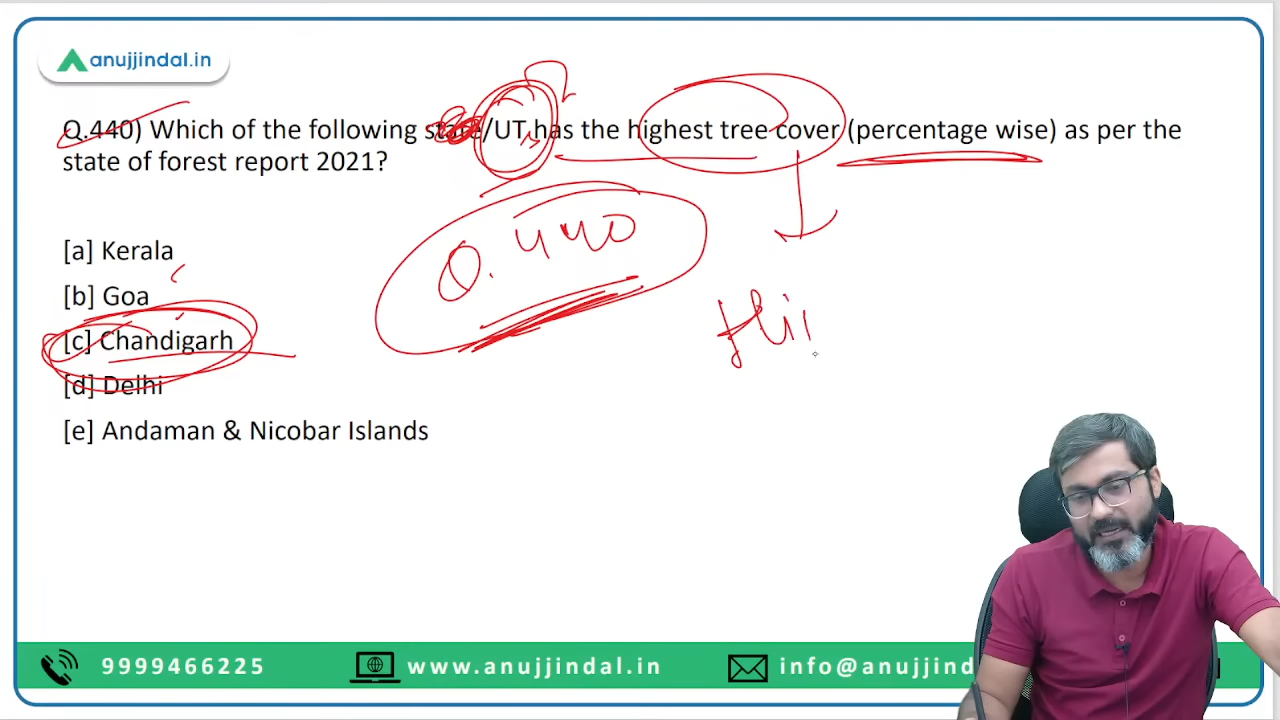 anujjindal.in
Q.440) Which of the following state/UT has the highest tree cover (percentage wise) as per the
state of forest report 2021?
Q.440
[a] Kerala
[b] Goa
[c] Chandigarh
[d] Delhi
[e] Andaman & Nicobar Islands
9999466225 www.anujjindal.in info@anujjind